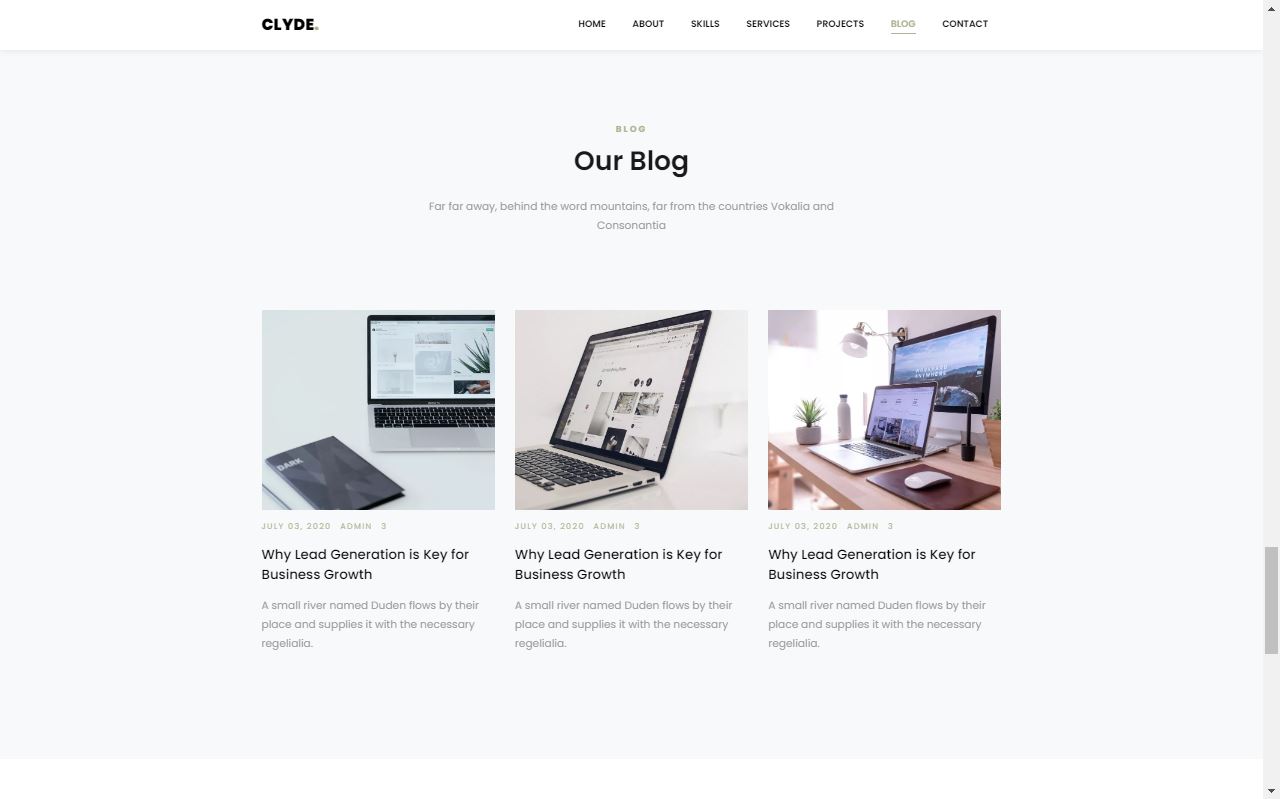 CLYDE.
HOME ABOUT SKILLS SERVICES PROJECTS BLOG CONTACT
BLOG
Our Blog
Far far away, behind the word mountains, far from the countries Vokalia and
Consonantia
DARK
WORK HARD
ANYWHERE
JULY 03, 2020 ADMIN 3
Why Lead Generation is Key for
Business Growth
A small river named Duden flows by their
place and supplies it with the necessary
regelialia.
JULY 03, 2020 ADMIN 3
Why Lead Generation is Key for
Business Growth
A small river named Duden flows by their
place and supplies it with the necessary
regelialia.
JULY 03, 2020 ADMIN 3
Why Lead Generation is Key for
Business Growth
A small river named Duden flows by their
place and supplies it with the necessary
regelialia.